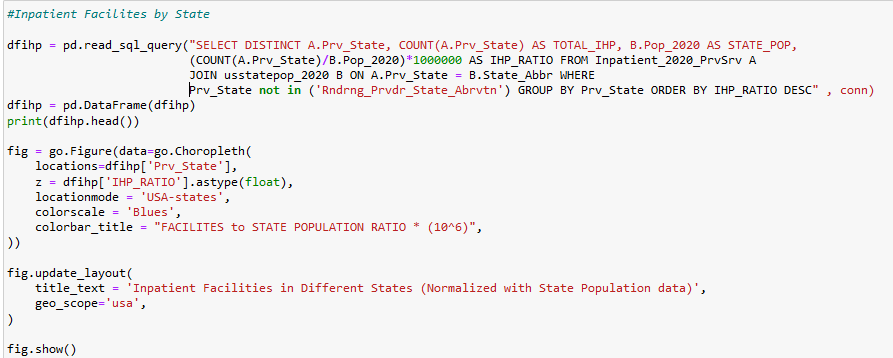 #Inpatient Facilites by State
dfihp = pd.read_sql_query("SELECT DISTINCT A.Prv_State, COUNT(A.Prv_State) AS TOTAL_IHP, B.Pop_2020 AS STATE_POP,
(COUNT(A.Prv_State)/B.Pop_2020)*1000000 AS IHP_RATIO FROM Inpatient_2020_PrvSrv A
JOIN usstatepop_2020 B ON A.Prv_State = B.State_Abbr WHERE
Prv_State not in ('Rndrng_Prvdr_State_Abrvtn') GROUP BY Prv_State ORDER BY IHP_RATIO DESC" , conn)
dfihp = pd.DataFrame(dfihp)
print(dfihp.head())
fig = go.Figure(data=go.Choropleth(
locations=dfihp['Prv_State'],
z = dfihp['IHP_RATIO'].astype(float),
locationmode = 'USA-states',
colorscale = 'Blues',
colorbar_title = "FACILITES to STATE POPULATION RATIO * (10^6)",
))
fig.update_layout(
title_text = 'Inpatient Facilities in Different States (Normalized with State Population data)',
geo_scope='usa',
)
fig.show()